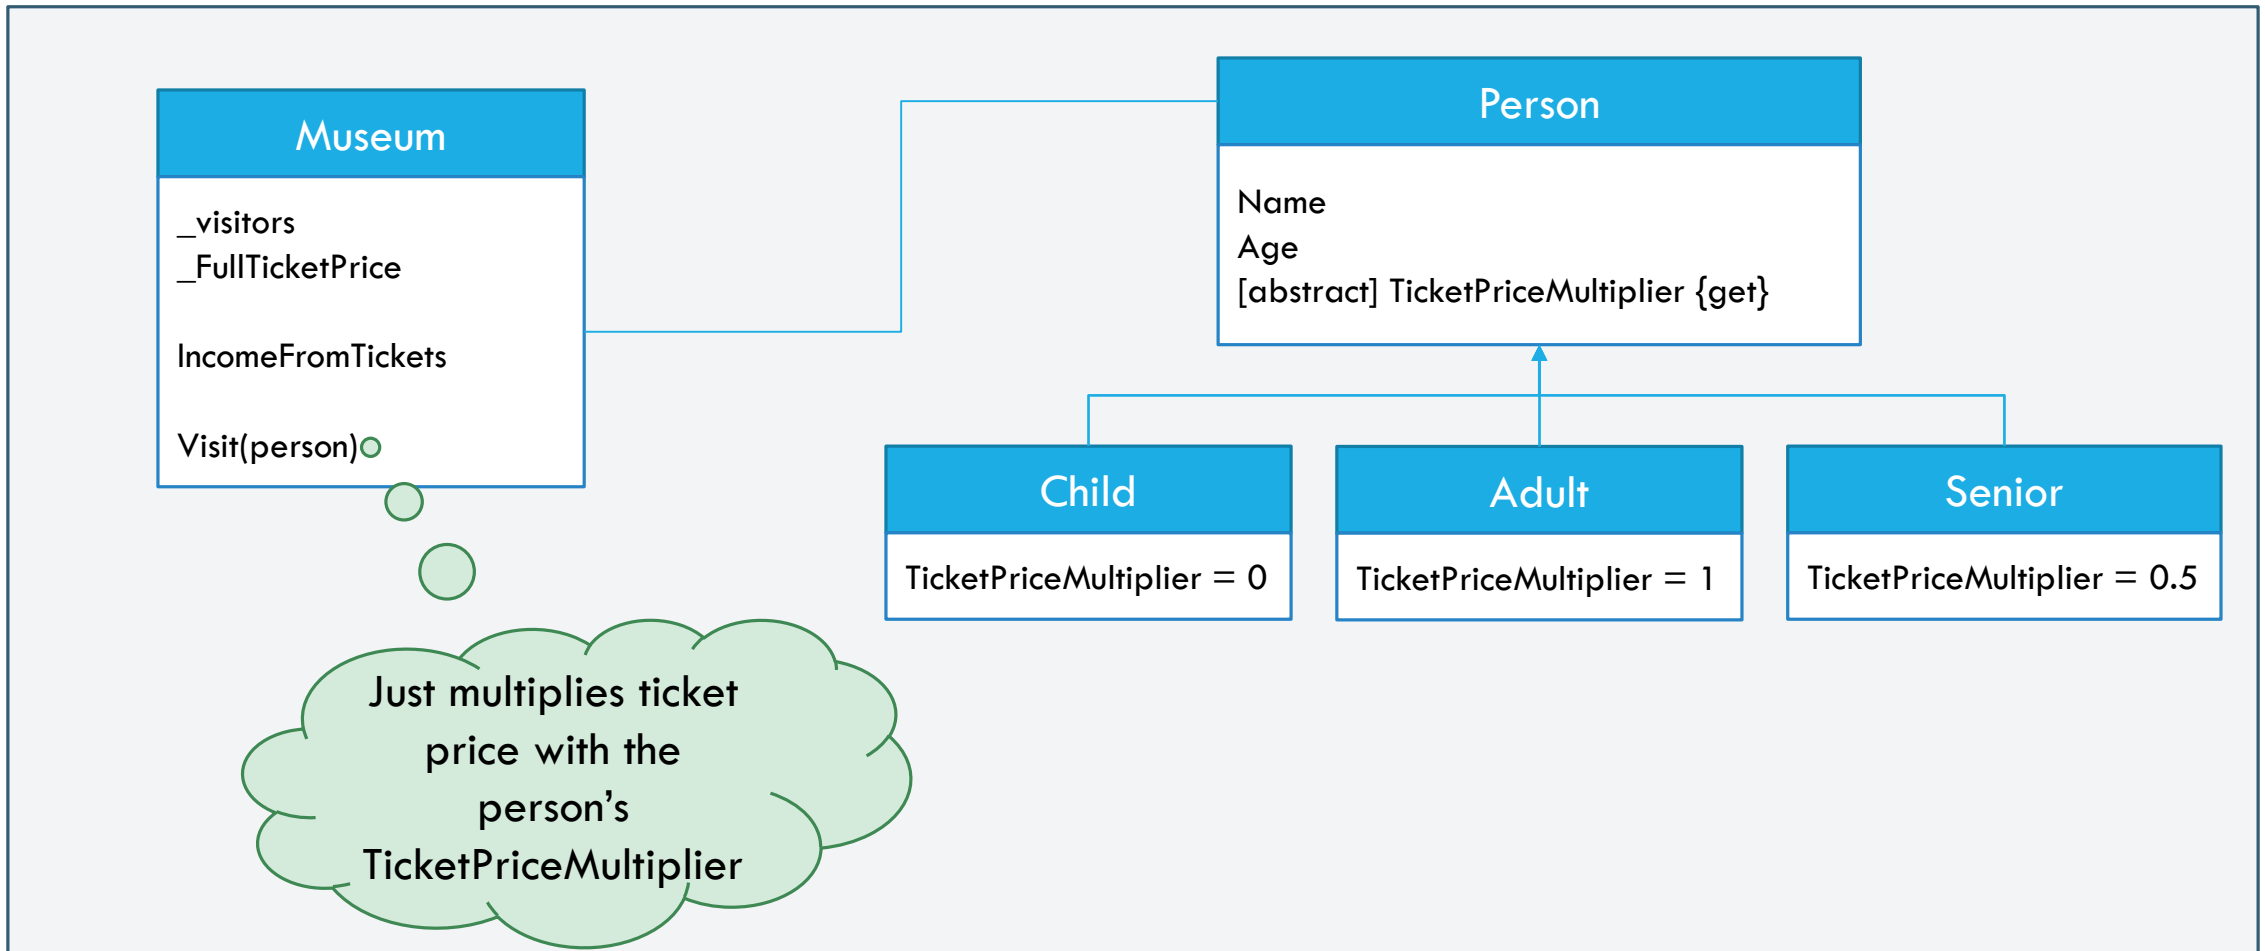 Museum
_visitors
_FullTicketPrice
IncomeFromTickets
Visit(person)
Person
Name
Age
[abstract] TicketPriceMultiplier {get}
Child
TicketPriceMultiplier = 0
Adult
TicketPriceMultiplier = 1
Senior
TicketPriceMultiplier = 0.5
Just multiplies ticket
price with the
person’s
TicketPriceMultiplier